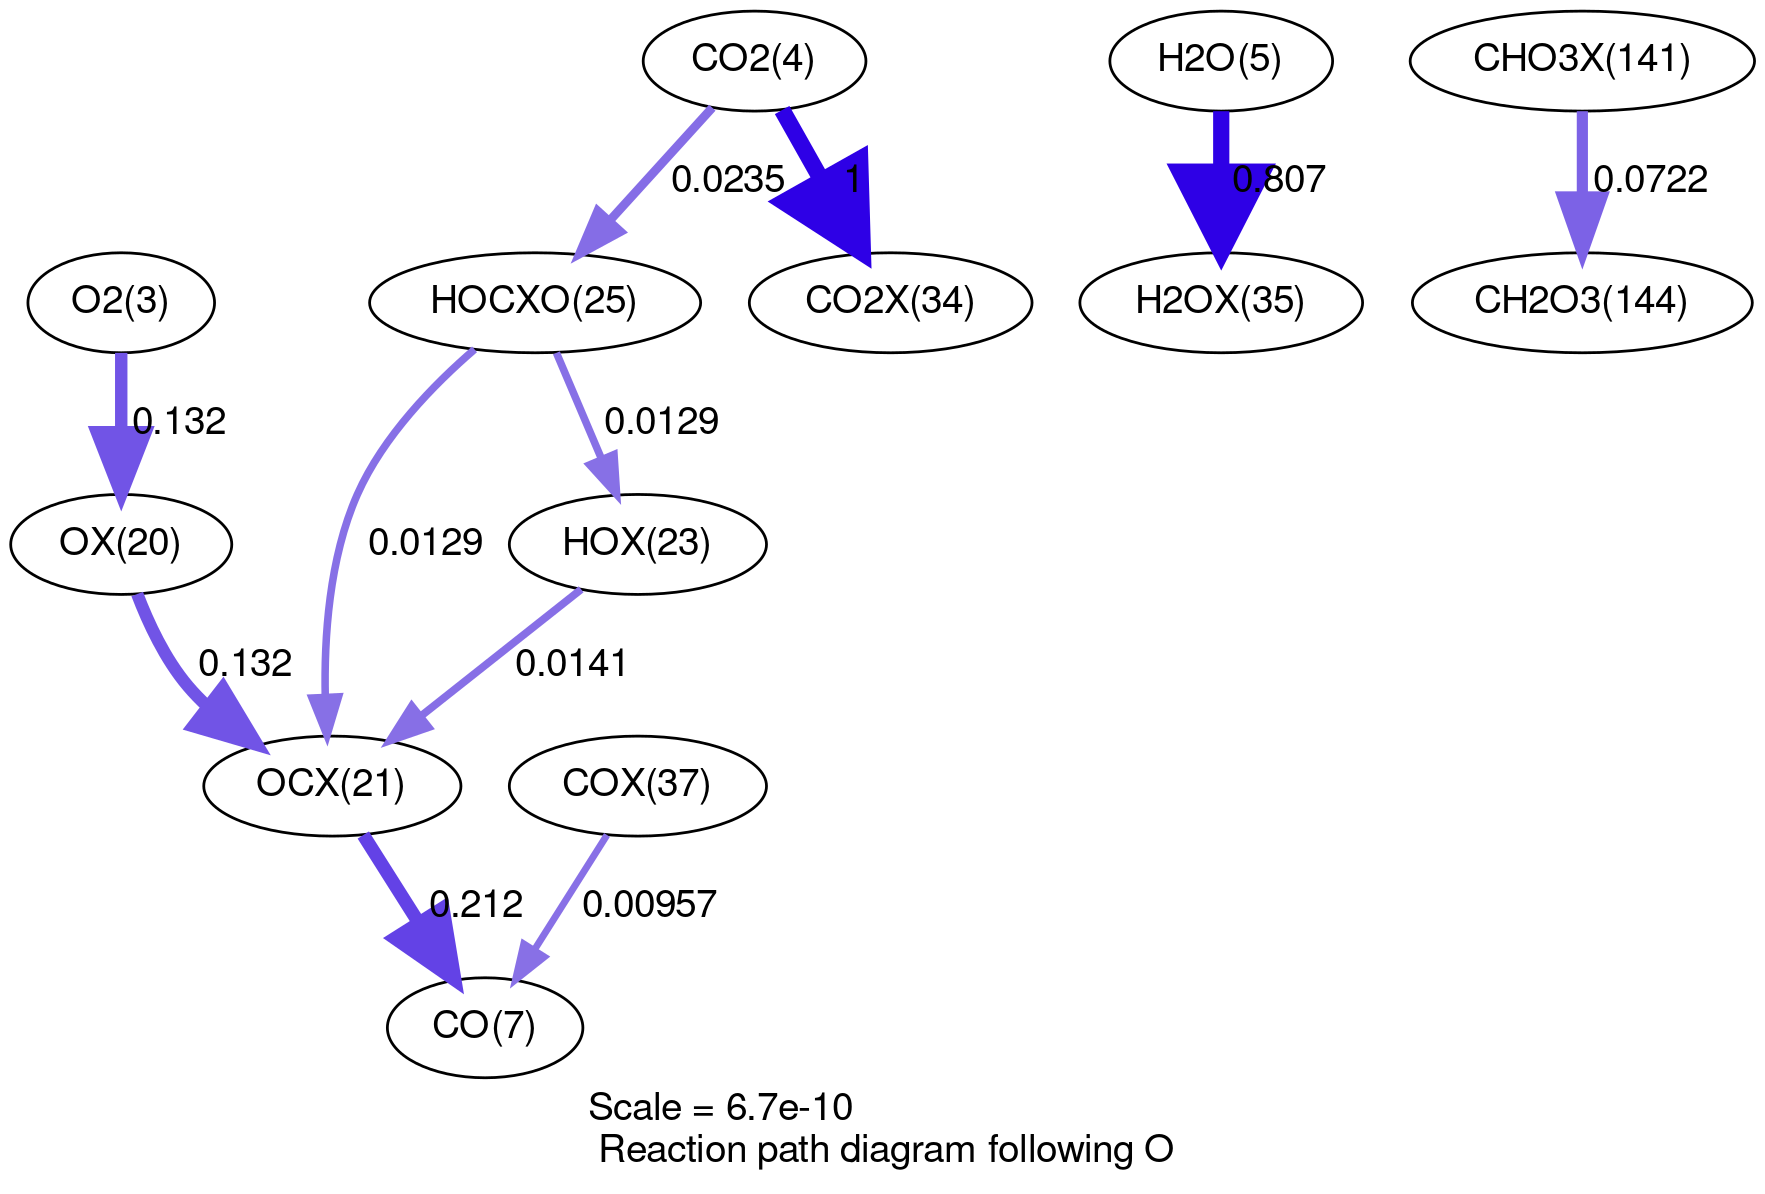 CO2(4)
H2O(5)
CHO3X(141)
0.0235
1
0.807
0.0722
O2(3)
HOCXO(25)
CO2X(34)
H2OX(35)
CH2O3(144)
0.132
0.0129
OX(20)
0.0129
HOX(23)
0.132
0.0141
OCX(21)
COX(37)
0.212
0.00957
CO(7)
Scale = 6.7e-10
Reaction path diagram following O